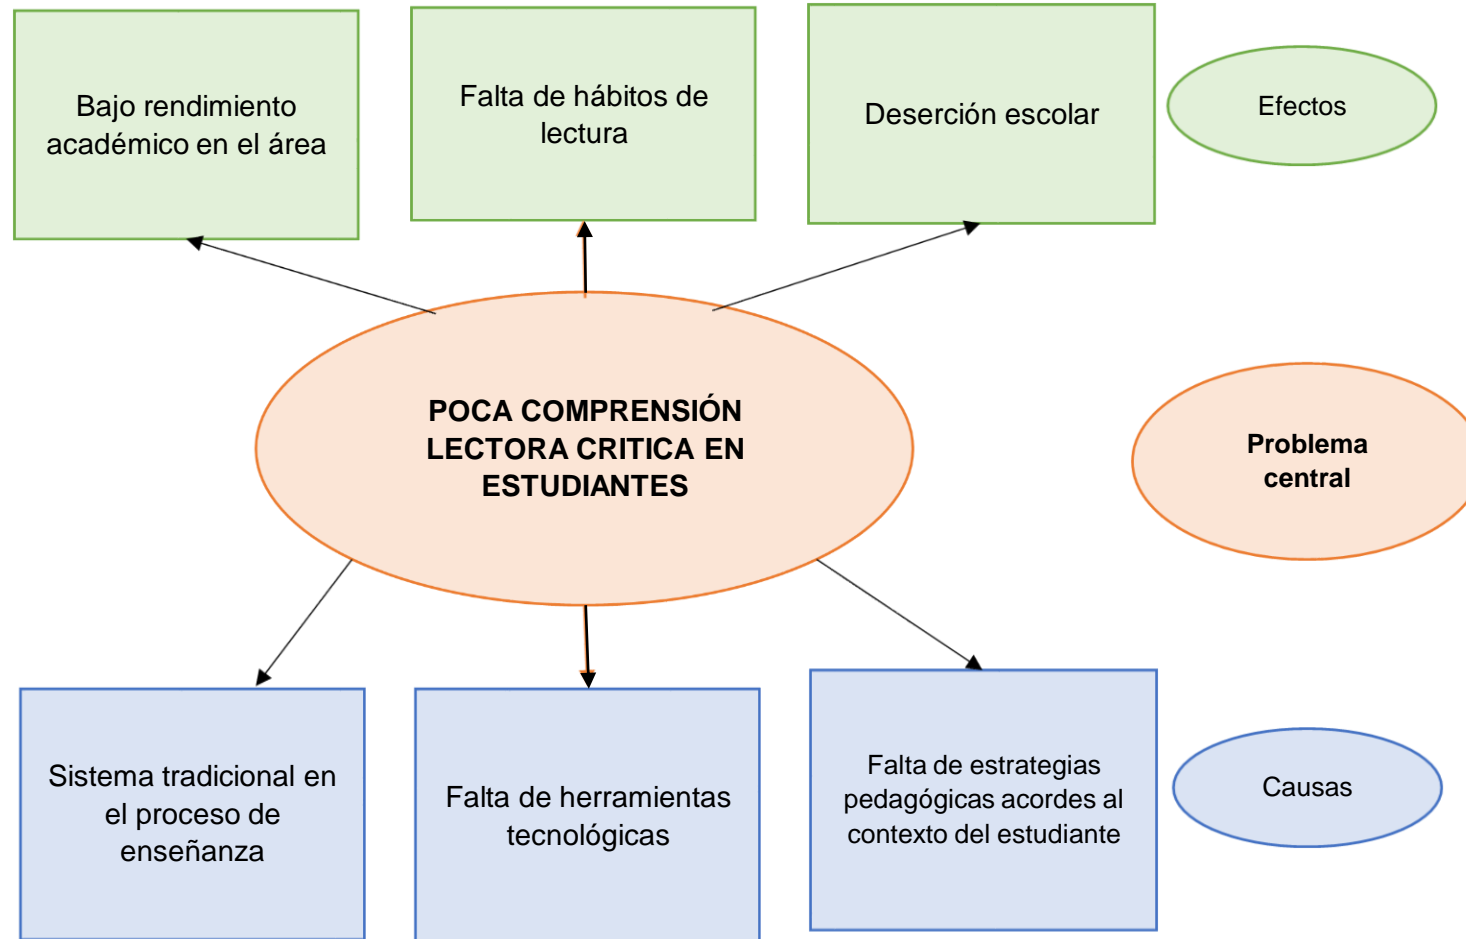 Bajo rendimiento
académico en el área
Falta de hábitos de
lectura
Deserción escolar
Efectos
POCA COMPRENSIÓN
LECTORA CRITICA EN
ESTUDIANTES
Problema
central
Sistema tradicional en
el proceso de
enseñanza
Falta de herramientas
tecnológicas
Falta de estrategias
pedagógicas acordes al
contexto del estudiante
Causas